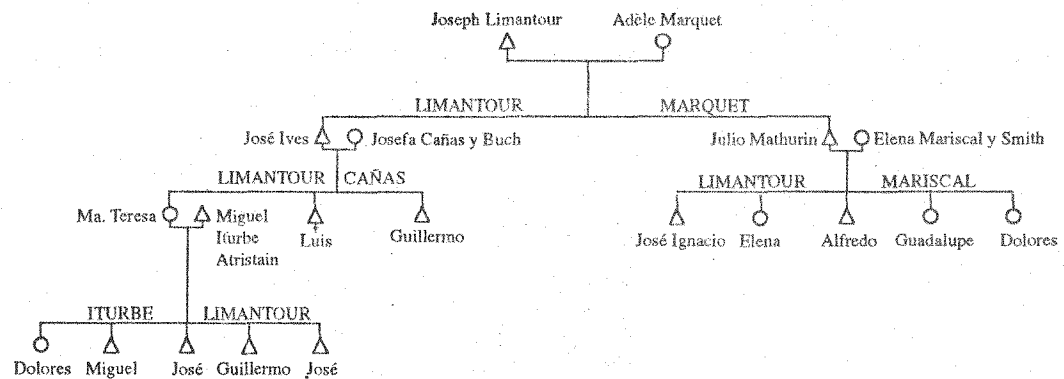 Joseph Limantour Adèle Marquet
LIMANTOUR MARQUET
José Ives Josefa Cañas y Buch Julio Mathurin Elena Mariscal y Smith
LIMANTOUR CAÑAS LIMANTOUR MARISCAL
Ma. Teresa Miguel
Iturbe
Atristain
Luis Guillermo José Ignacio Elena Alfredo Guadalupe Dolores
ITURBE LIMANTOUR
Dolores Miguel José Guillermo José